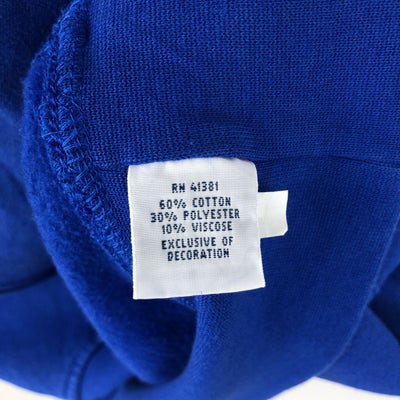 RN 41381
60% COTTON
30% POLYESTER
10% VISCOSE
EXCLUSIVE OF
DECORATION